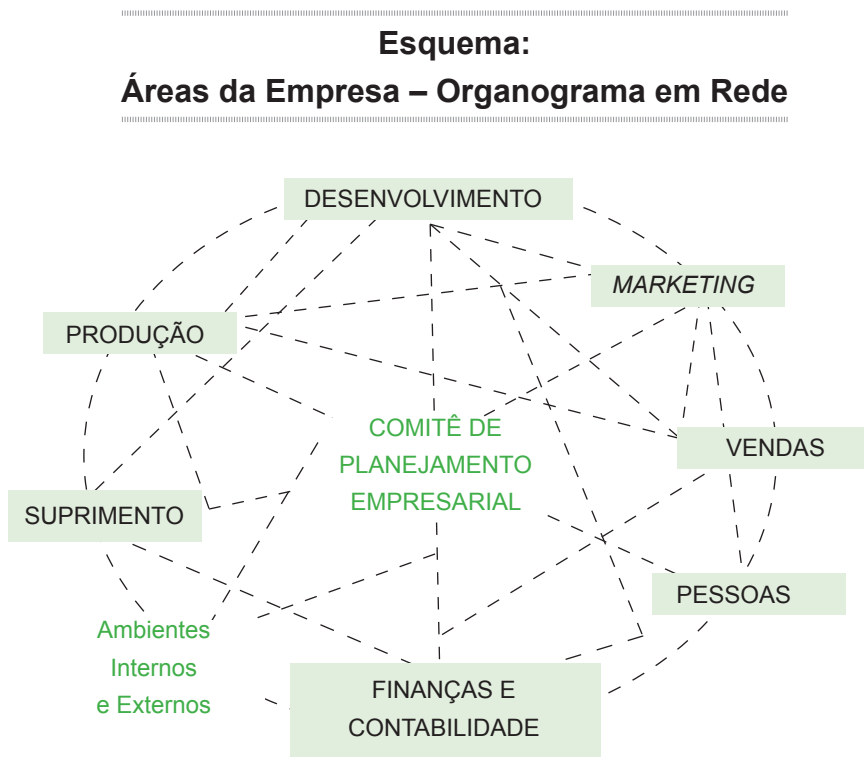 Esquema:
Áreas da Empresa – Organograma em Rede
DESENVOLVIMENTO
MARKETING
PRODUÇÃO
COMITÊ DE
PLANEJAMENTO
EMPRESARIAL
VENDAS
SUPRIMENTO
PESSOAS
Ambientes
Internos
e Externos
FINANÇAS E
CONTABILIDADE